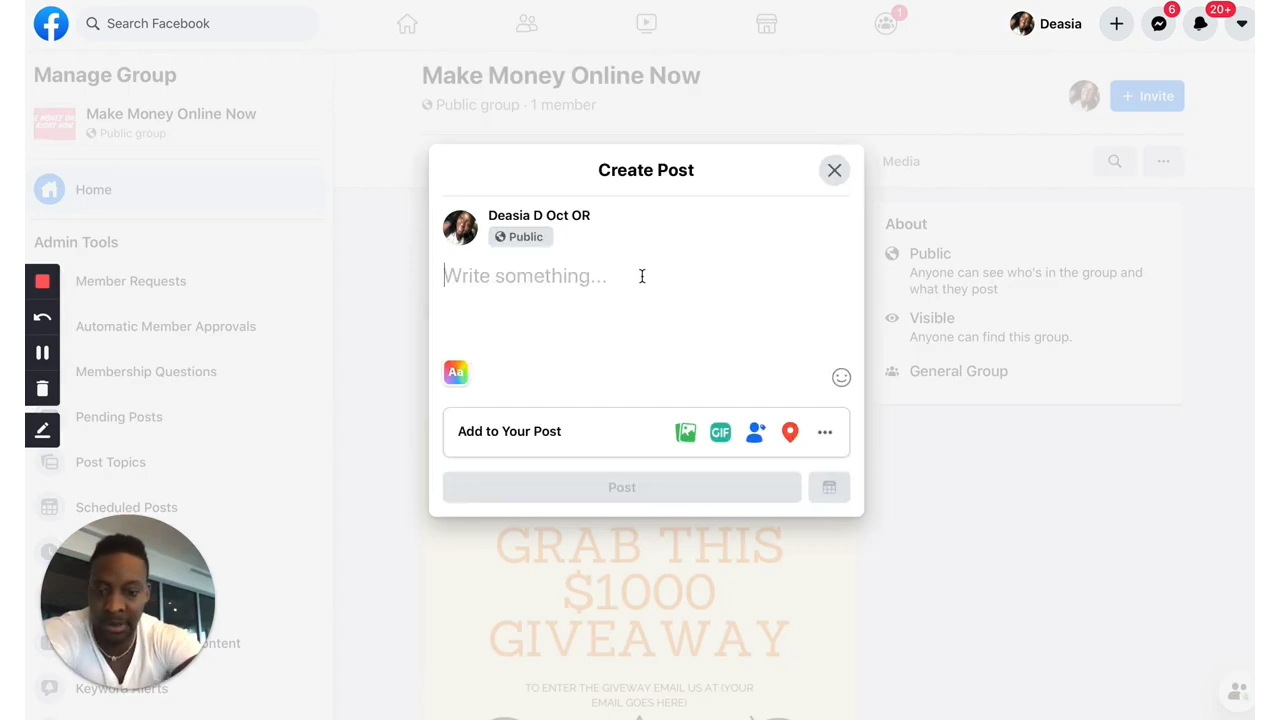 Search Facebook
1
Deasia
6
20+
Manage Group
Make Money Online Now
Public group
Home
Admin Tools
Member Requests
Automatic Member Approvals
Membership Questions
Pending Posts
Post Topics
Scheduled Posts
Keyword Alerts
Make Money Online Now
Public group · 1 member
+ Invite
Media
Create Post
Deasia D Oct OR
Public
Write something...
Aa
Add to Your Post
GIF
Post
About
Public
Anyone can see who's in the group and
what they post
Visible
Anyone can find this group.
General Group
GRAB THIS
$1000
GIVEAWAY
TO ENTER THE GIVEWAY EMAIL US AT (YOUR
EMAIL GOES HERE)